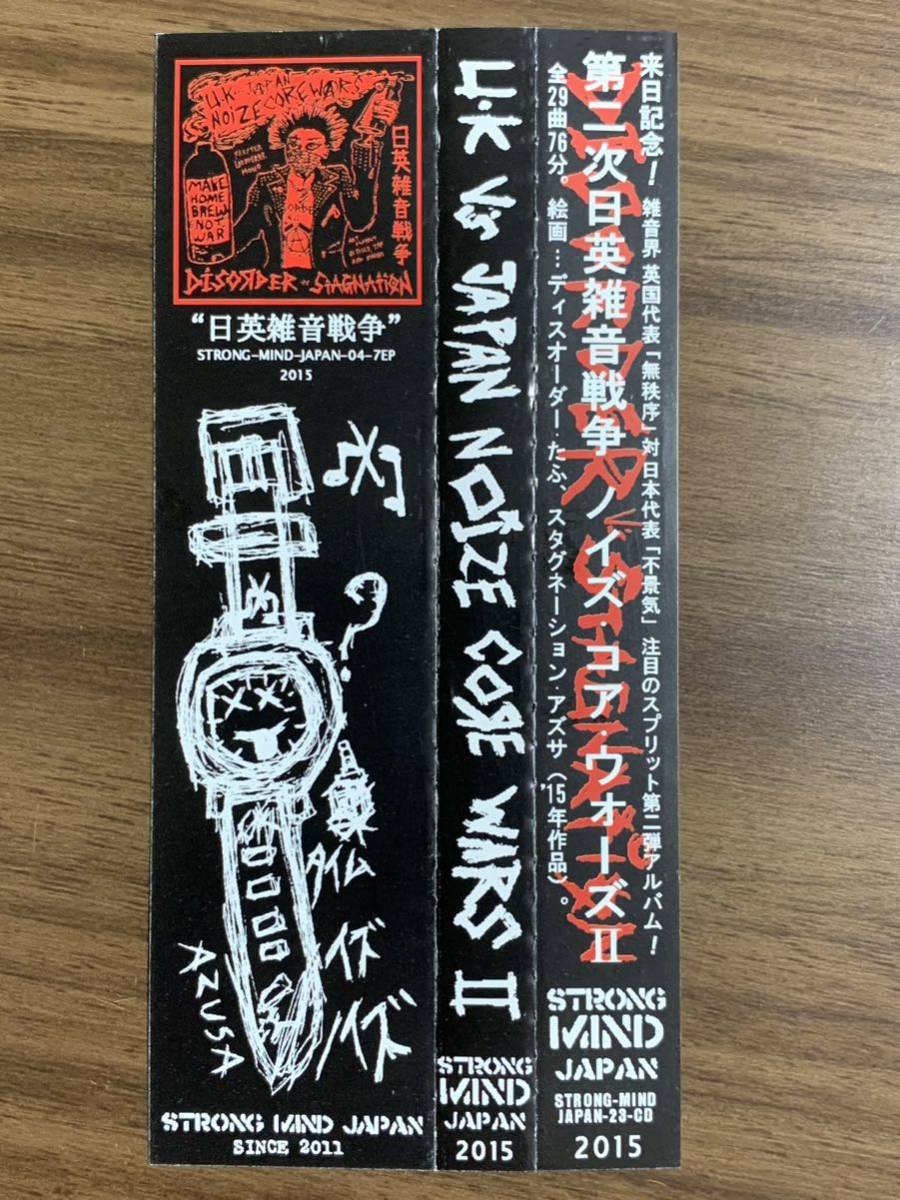 U.K. JAPAN
NOIZE CORE WARS
MAKE
HOME
BREW
NOT
WAR
日英雑音戦争
DISORDER vs STAGNATION
“日英雑音戦争”
STRONG-MIND-JAPAN-04-7EP
2015
?
タイム
イズ
ノイズ
AZUSA
STRONG MIND JAPAN
SINCE 2011
U.K Vs JAPAN NOIZE CORE WARS II
STRONG
MIND
JAPAN
2015
来日記念! 雑音界 英国代表「無秩序」対 日本代表「不景気」 注目のスプリット第二弾アルバム!
第二次日英雑音戦争 ノイズ・コア・ウォーズII
全29曲76分。 絵画:ディスオーダー・たふ、スタグネーション・アズサ('15年作品)。
STRONG
MIND
JAPAN
STRONG-MIND
JAPAN-23-CD
2015